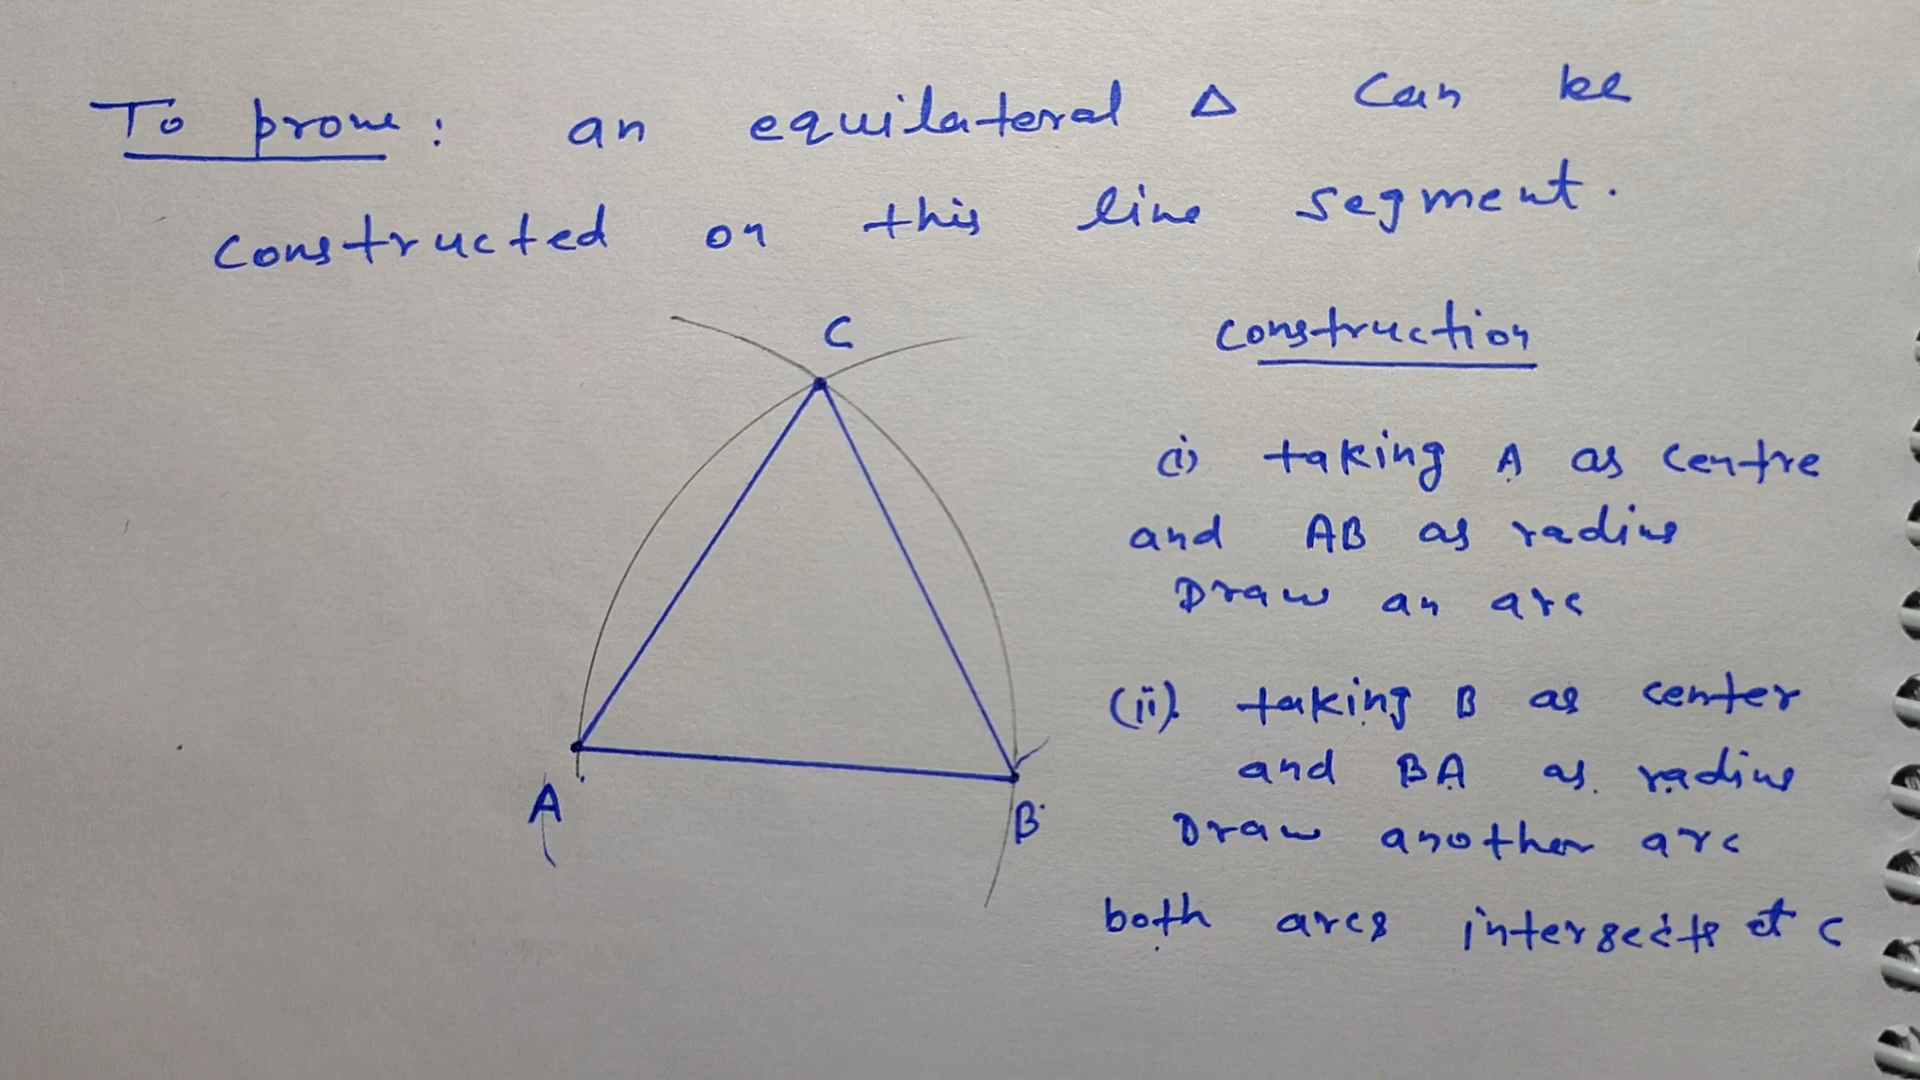 To prove : an equilateral Δ can be
constructed on this line segment.
C
construction
(i) taking A as centre
and AB as radius
Draw an arc
(ii). taking B as center
and BA as radius
Draw another arc
A
B
both arcs intersects at C